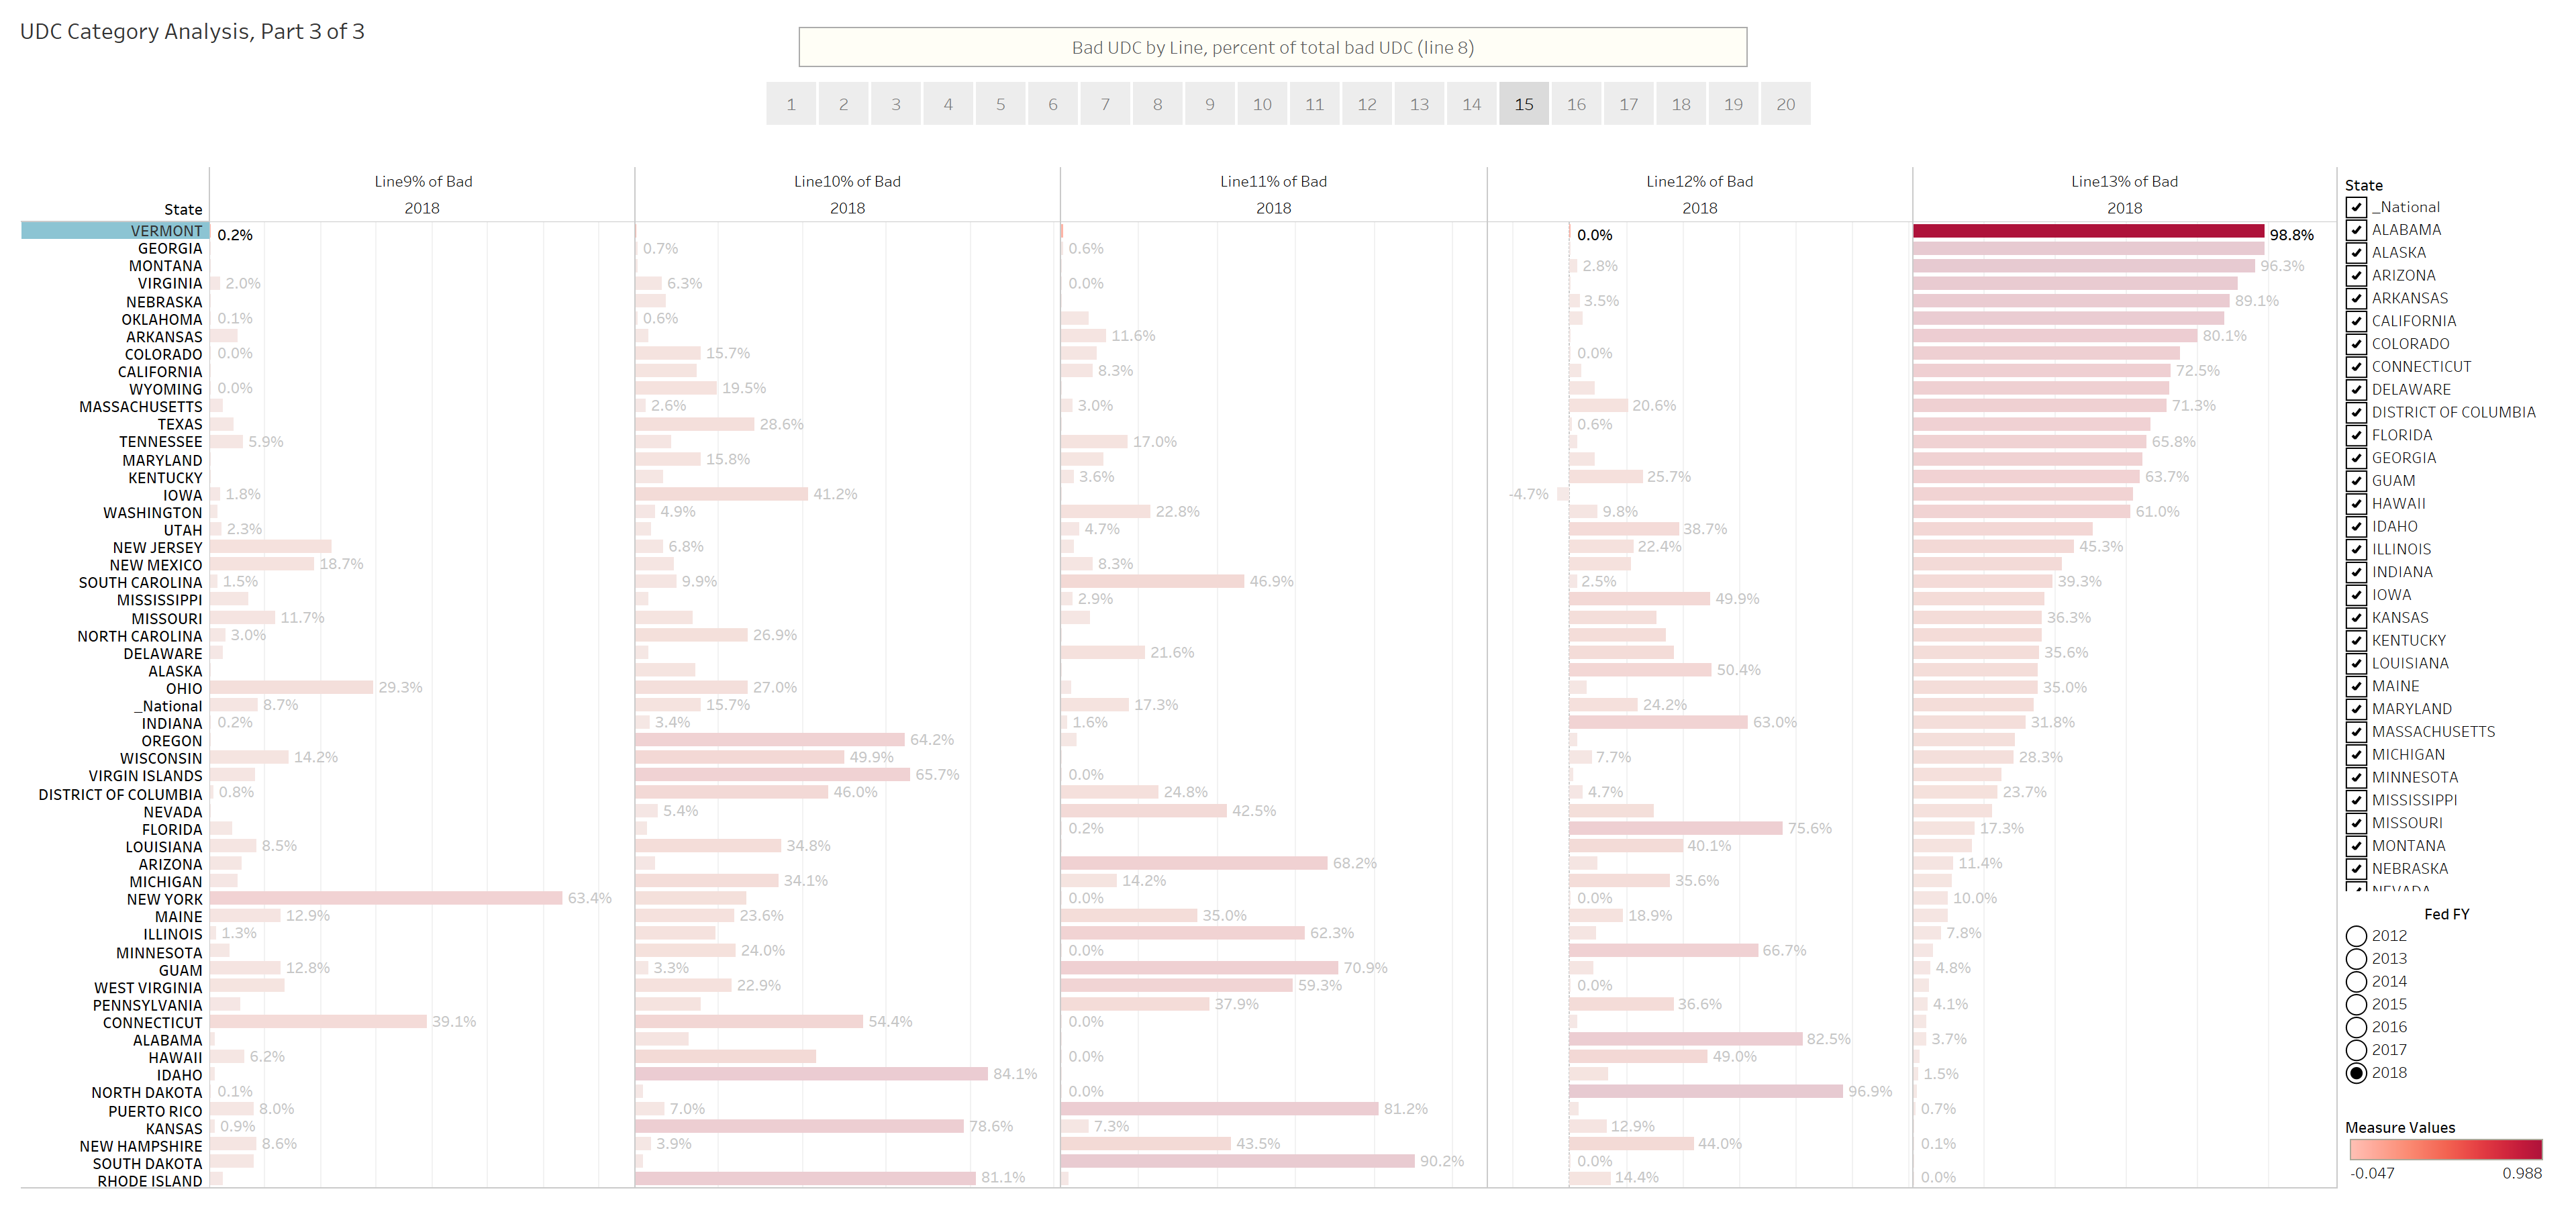 UDC Category Analysis, Part 3 of 3
Bad UDC by Line, percent of total bad UDC (line 8)
1 2 3 4 5 6 7 8 9 10 11 12 13 14 15 16 17 18 19 20
Line9% of Bad Line10% of Bad Line11% of Bad Line12% of Bad Line13% of Bad
State 2018 2018 2018 2018 2018
VERMONT 0.2% 0.0% 98.8%
GEORGIA 0.7% 0.6%
MONTANA 2.8% 96.3%
VIRGINIA 2.0% 6.3% 0.0%
NEBRASKA 3.5% 89.1%
OKLAHOMA 0.1% 0.6%
ARKANSAS 11.6% 80.1%
COLORADO 0.0% 15.7% 0.0%
CALIFORNIA 8.3% 72.5%
WYOMING 0.0% 19.5%
MASSACHUSETTS 2.6% 3.0% 20.6% 71.3%
TEXAS 28.6% 0.6%
TENNESSEE 5.9% 17.0% 65.8%
MARYLAND 15.8%
KENTUCKY 3.6% 25.7% 63.7%
IOWA 1.8% 41.2% -4.7%
WASHINGTON 4.9% 22.8% 9.8% 61.0%
UTAH 2.3% 4.7% 38.7%
NEW JERSEY 6.8% 22.4% 45.3%
NEW MEXICO 18.7% 8.3%
SOUTH CAROLINA 1.5% 9.9% 46.9% 2.5% 39.3%
MISSISSIPPI 2.9% 49.9%
MISSOURI 11.7% 36.3%
NORTH CAROLINA 3.0% 26.9%
DELAWARE 21.6% 35.6%
ALASKA 50.4%
OHIO 29.3% 27.0% 35.0%
_National 8.7% 15.7% 17.3% 24.2%
INDIANA 0.2% 3.4% 1.6% 63.0% 31.8%
OREGON 64.2%
WISCONSIN 14.2% 49.9% 7.7% 28.3%
VIRGIN ISLANDS 65.7% 0.0%
DISTRICT OF COLUMBIA 0.8% 46.0% 24.8% 4.7% 23.7%
NEVADA 5.4% 42.5%
FLORIDA 0.2% 75.6% 17.3%
LOUISIANA 8.5% 34.8% 40.1%
ARIZONA 68.2% 11.4%
MICHIGAN 34.1% 14.2% 35.6%
NEW YORK 63.4% 0.0% 0.0% 10.0%
MAINE 12.9% 23.6% 35.0% 18.9%
ILLINOIS 1.3% 62.3% 7.8%
MINNESOTA 24.0% 0.0% 66.7%
GUAM 12.8% 3.3% 70.9% 4.8%
WEST VIRGINIA 22.9% 59.3% 0.0%
PENNSYLVANIA 37.9% 36.6% 4.1%
CONNECTICUT 39.1% 54.4% 0.0%
ALABAMA 82.5% 3.7%
HAWAII 6.2% 0.0% 49.0%
IDAHO 84.1% 1.5%
NORTH DAKOTA 0.1% 0.0% 96.9%
PUERTO RICO 8.0% 7.0% 81.2% 0.7%
KANSAS 0.9% 78.6% 7.3% 12.9%
NEW HAMPSHIRE 8.6% 3.9% 43.5% 44.0% 0.1%
SOUTH DAKOTA 90.2% 0.0%
RHODE ISLAND 81.1% 14.4% 0.0%
State
_National
ALABAMA
ALASKA
ARIZONA
ARKANSAS
CALIFORNIA
COLORADO
CONNECTICUT
DELAWARE
DISTRICT OF COLUMBIA
FLORIDA
GEORGIA
GUAM
HAWAII
IDAHO
ILLINOIS
INDIANA
IOWA
KANSAS
KENTUCKY
LOUISIANA
MAINE
MARYLAND
MASSACHUSETTS
MICHIGAN
MINNESOTA
MISSISSIPPI
MISSOURI
MONTANA
NEBRASKA
NEVADA
Fed FY
2012
2013
2014
2015
2016
2017
2018
Measure Values
-0.047 0.988